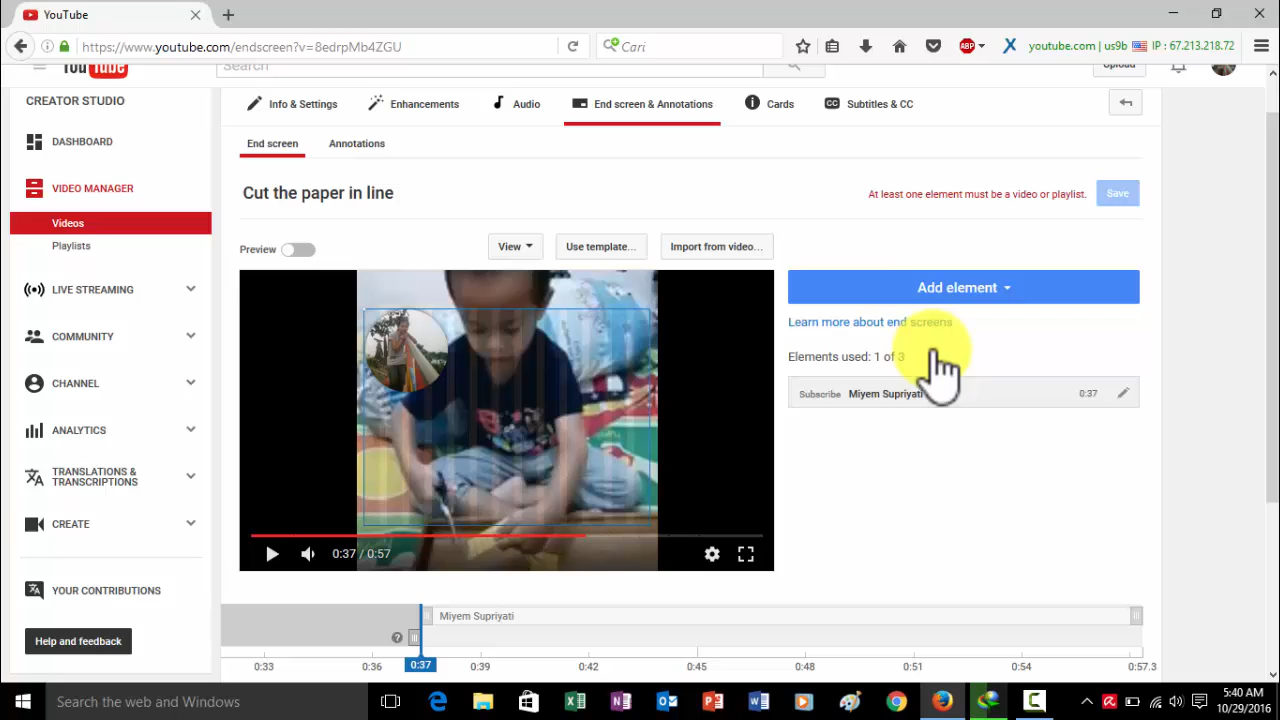 YouTube
https://www.youtube.com/endscreen?v=8edrpMb4ZGU
Cari
ABP
youtube.com | us9b
IP : 67.213.218.72
YouTube
Search
Upload
CREATOR STUDIO
DASHBOARD
VIDEO MANAGER
Videos
Playlists
LIVE STREAMING
COMMUNITY
CHANNEL
ANALYTICS
TRANSLATIONS &
TRANSCRIPTIONS
CREATE
YOUR CONTRIBUTIONS
Help and feedback
Info & Settings
Enhancements
Audio
End screen & Annotations
Cards
CC Subtitles & CC
End screen
Annotations
Cut the paper in line
At least one element must be a video or playlist.
Save
Preview
View
Use template...
Import from video...
0:37 / 0:57
Add element
Learn more about end screens
Elements used: 1 of 3
Subscribe Miyem Supriyati 0:37
Miyem Supriyati
0:33 0:36 0:37 0:39 0:42 0:45 0:48 0:51 0:54 0:57.3
Search the web and Windows
5:40 AM
10/29/2016